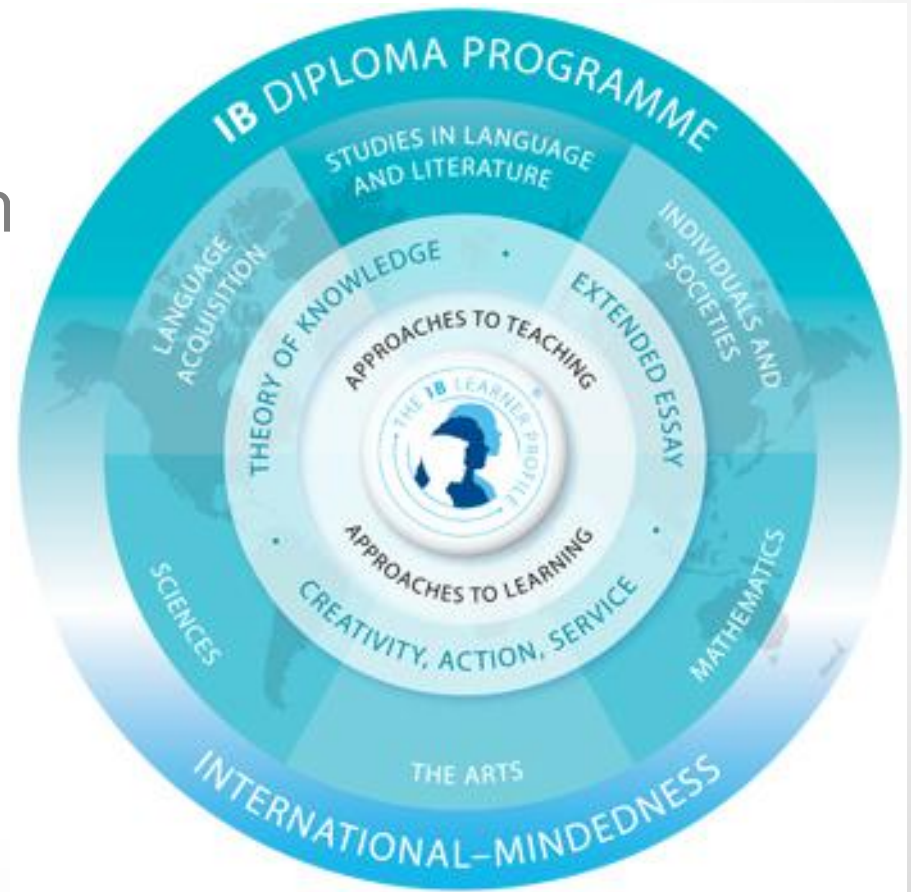 IB DIPLOMA PROGRAMME
STUDIES IN LANGUAGE
AND LITERATURE
LANGUAGE
ACQUISITION
INDIVIDUALS AND
SOCIETIES
THEORY OF KNOWLEDGE
EXTENDED ESSAY
APPROACHES TO TEACHING
THE IB LEARNER PROFILE
®
APPROACHES TO LEARNING
CREATIVITY, ACTION, SERVICE
SCIENCES
MATHEMATICS
THE ARTS
INTERNATIONAL–MINDEDNESS